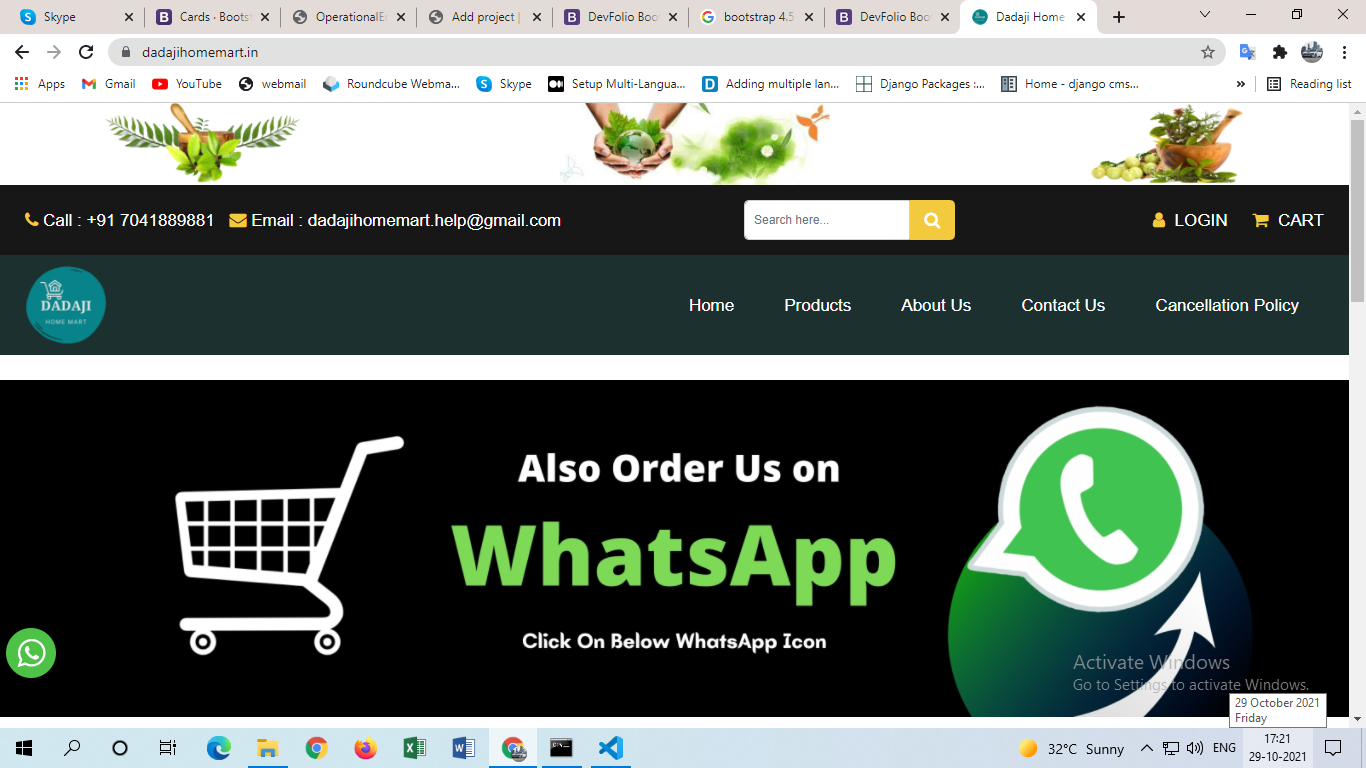 Skype
Cards · Bootst
OperationalEr
Add project |
DevFolio Boo
bootstrap 4.5
DevFolio Boo
Dadaji Home
dadajihomemart.in
Apps
Gmail
YouTube
webmail
Roundcube Webma...
Skype
Setup Multi-Langua...
Adding multiple lan...
Django Packages :...
Home - django cms...
»
Reading list
Call : +91 7041889881 Email : dadajihomemart.help@gmail.com
Search here...
LOGIN
CART
DADAJI
HOME MART
Home
Products
About Us
Contact Us
Cancellation Policy
Also Order Us on
WhatsApp
Click On Below WhatsApp Icon
Activate Windows
Go to Settings to activate Windows.
29 October 2021
Friday
32°C Sunny
ENG
17:21
29-10-2021